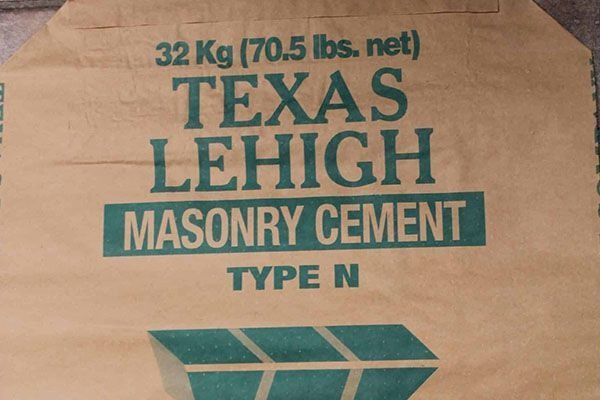 32 Kg (70.5 lbs. net)
TEXAS
LEHIGH
MASONRY CEMENT
TYPE N